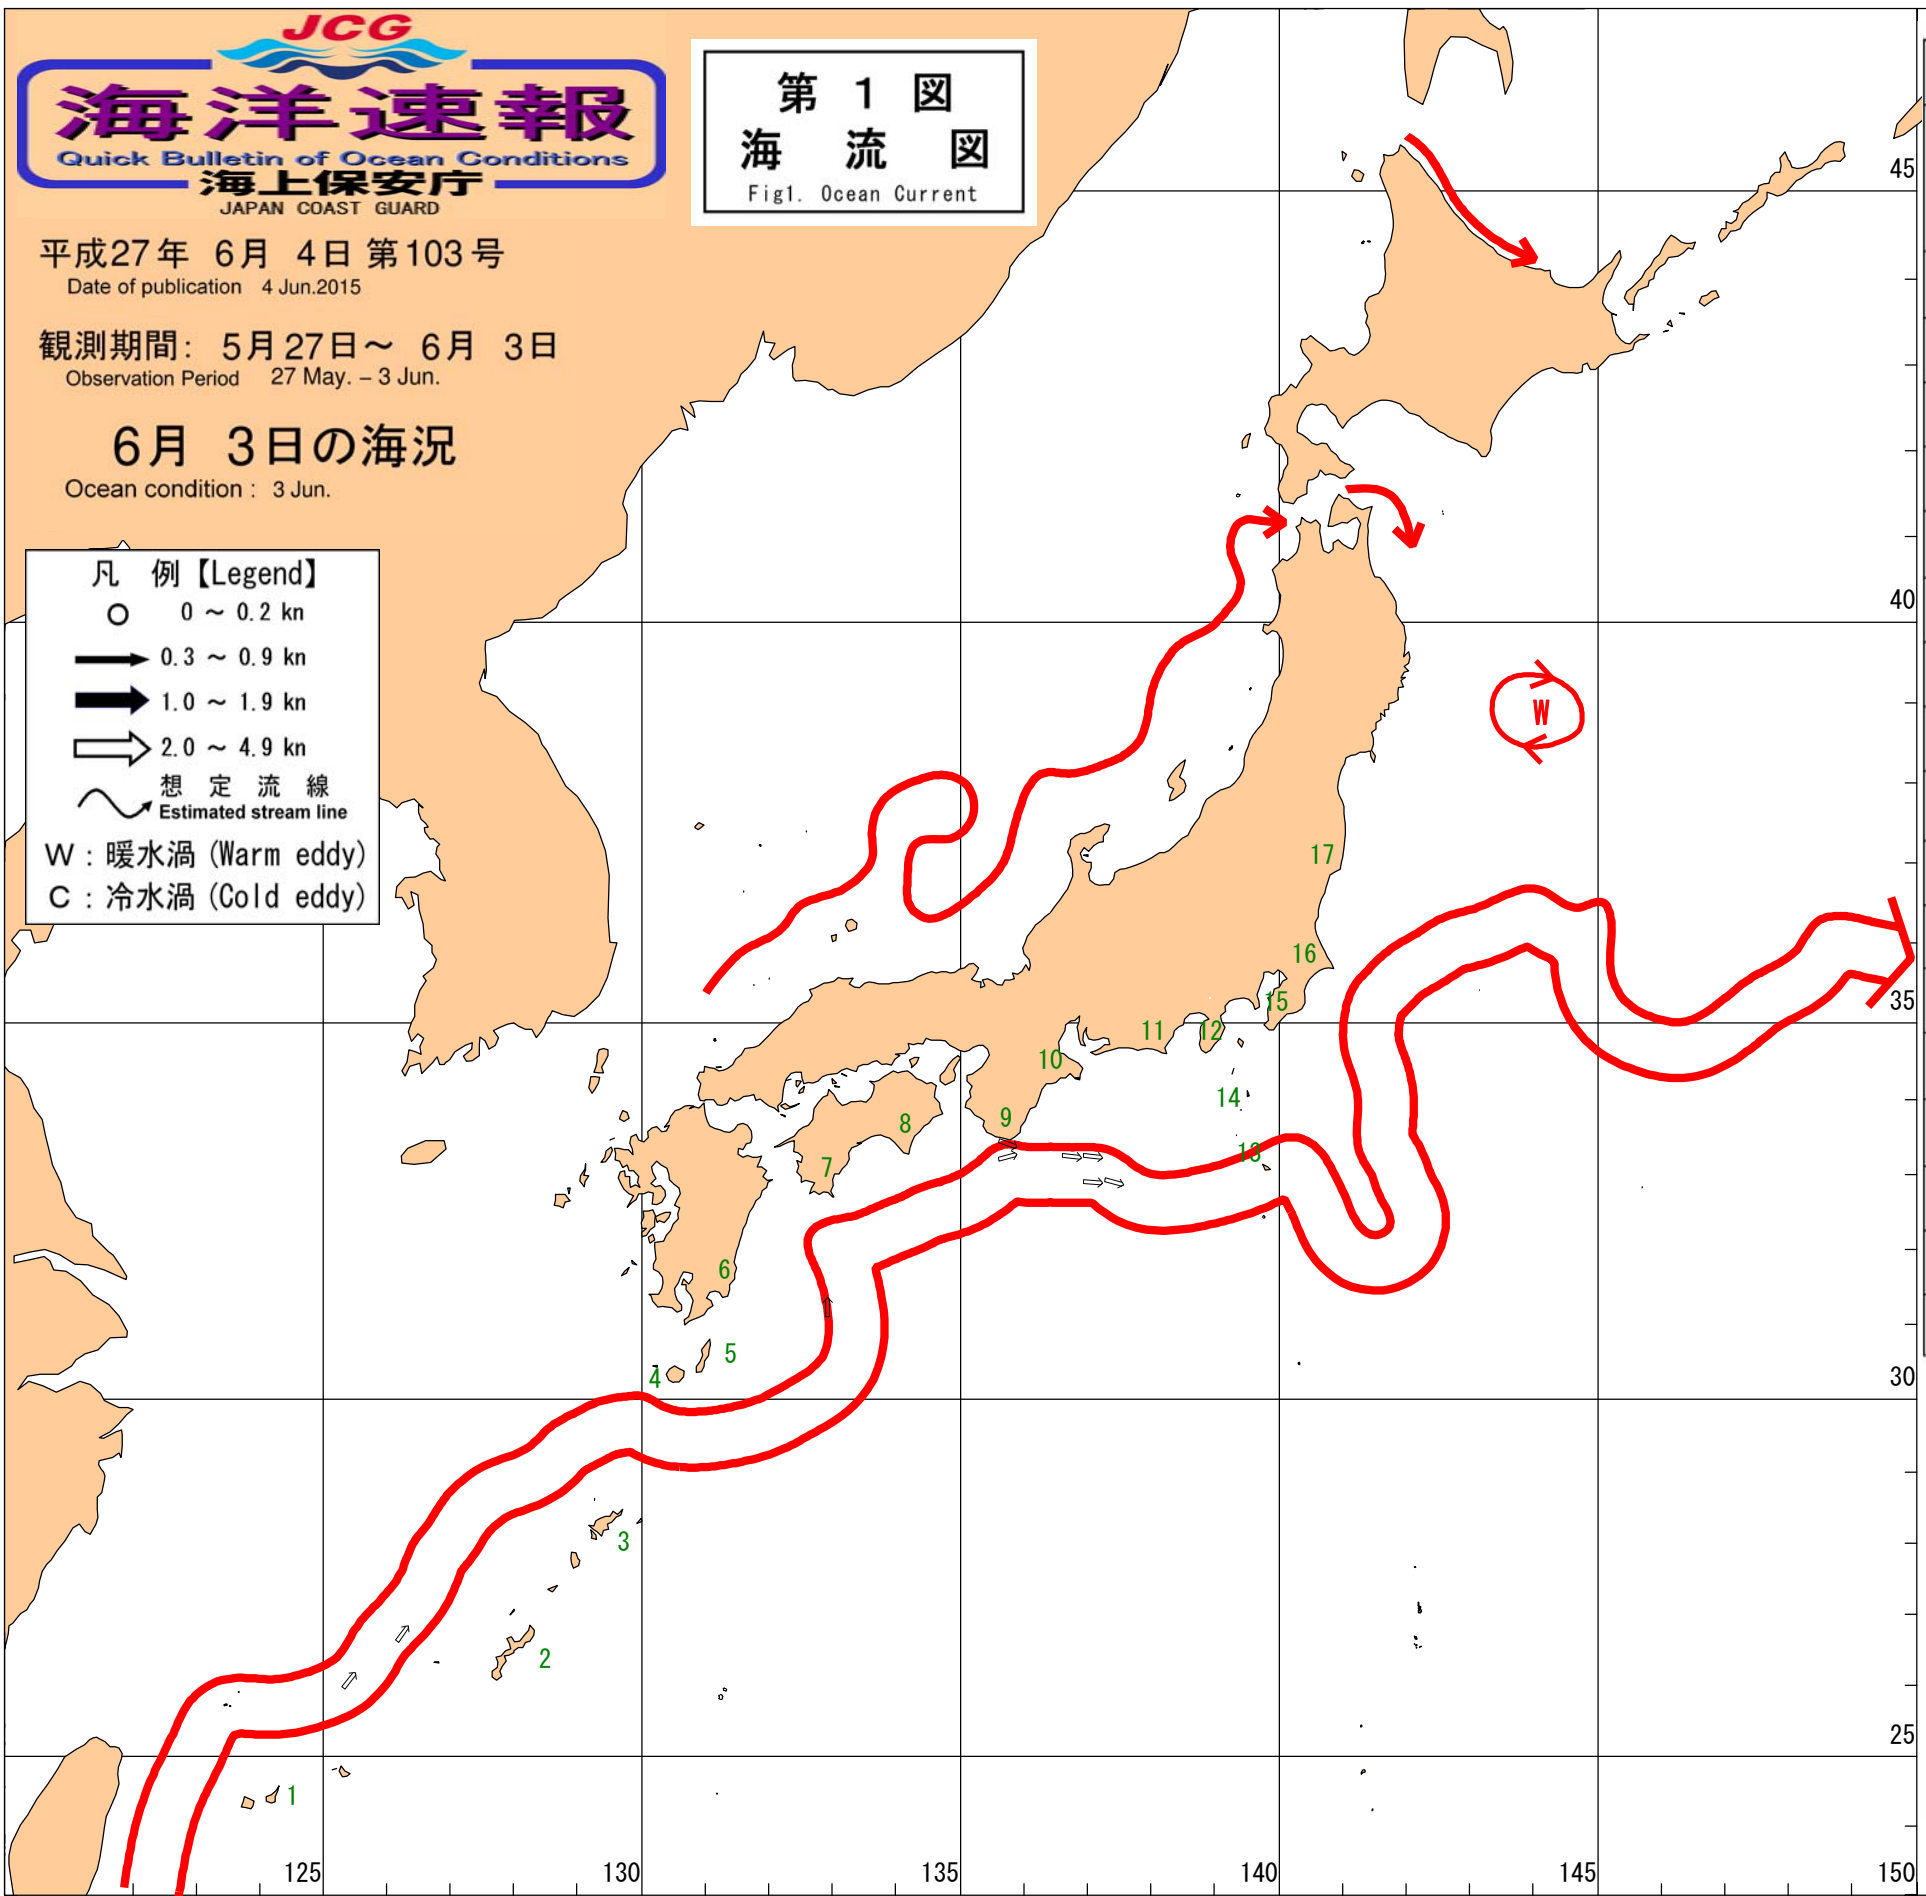 JCG
海洋速報
Quick Bulletin of Ocean Conditions
海上保安庁
JAPAN COAST GUARD
第 1 図
海 流 図
Fig1. Ocean Current
平成27年 6月 4日 第103号
Date of publication 4 Jun.2015
観測期間: 5月27日～ 6月 3日
Observation Period 27 May. – 3 Jun.
6月 3日の海況
Ocean condition : 3 Jun.
凡 例【Legend】
0 ～ 0.2 kn
0.3 ～ 0.9 kn
1.0 ～ 1.9 kn
2.0 ～ 4.9 kn
想 定 流 線
Estimated stream line
W : 暖水渦 (Warm eddy)
C : 冷水渦 (Cold eddy)
45
40
W
17
16
35
15
11
12
10
14
9
8
13
7
6
5
4
30
3
2
25
1
125
130
135
140
145
150